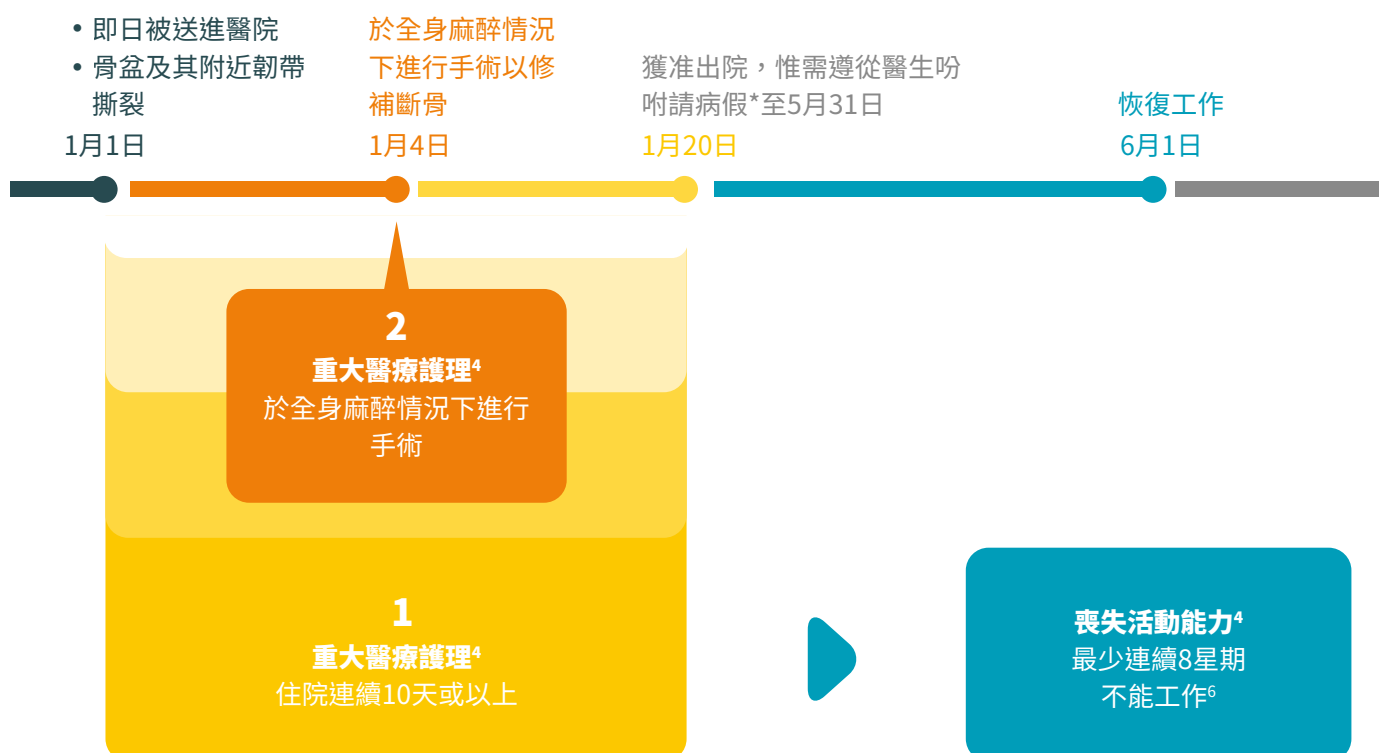 • 即日被送進醫院
• 骨盆及其附近韌帶
撕裂
1月1日
於全身麻醉情況
下進行手術以修
補斷骨
1月4日
獲准出院，惟需遵從醫生吩
咐請病假*至5月31日
1月20日
恢復工作
6月1日
2
重大醫療護理4
於全身麻醉情況下進行
手術
1
重大醫療護理4
住院連續10天或以上
喪失活動能力4
最少連續8星期
不能工作6